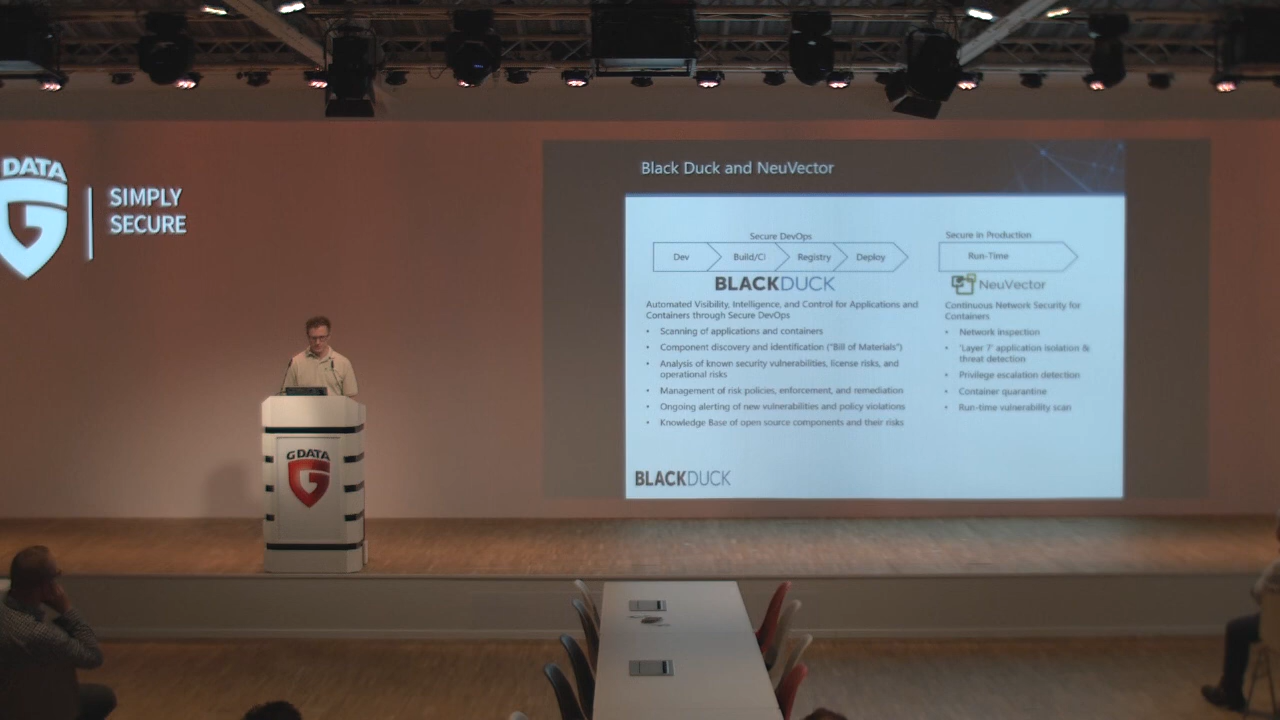 DATA
SIMPLY
SECURE
G DATA
Black Duck and NeuVector
Secure DevOps
Dev
Build/CI
Registry
Deploy
BLACKDUCK
Automated Visibility, Intelligence, and Control for Applications and
Containers through Secure DevOps
• Scanning of applications and containers
• Component discovery and identification ("Bill of Materials")
• Analysis of known security vulnerabilities, license risks, and
operational risks
• Management of risk policies, enforcement, and remediation
• Ongoing alerting of new vulnerabilities and policy violations
• Knowledge Base of open source components and their risks
Secure in Production
Run-Time
NeuVector
Continuous Network Security for
Containers
• Network inspection
• 'Layer 7' application isolation &
threat detection
• Privilege escalation detection
• Container quarantine
• Run-time vulnerability scan
BLACKDUCK